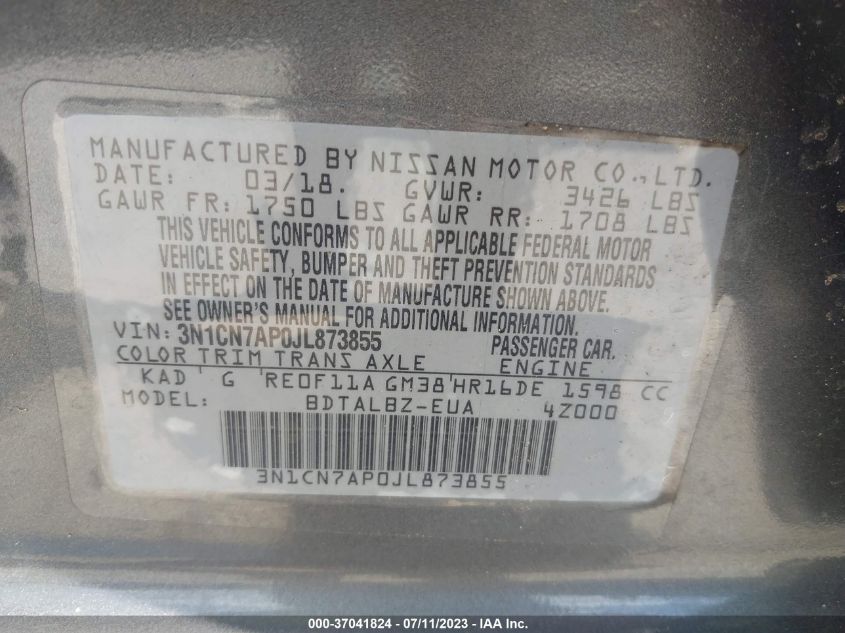 MANUFACTURED BY NISSAN MOTOR CO., LTD.
DATE: 03/18. GVWR: 3426 LBS
GAWR FR: 1750 LBS GAWR RR: 1708 LBS
THIS VEHICLE CONFORMS TO ALL APPLICABLE FEDERAL MOTOR
VEHICLE SAFETY, BUMPER AND THEFT PREVENTION STANDARDS
IN EFFECT ON THE DATE OF MANUFACTURE SHOWN ABOVE.
SEE OWNER'S MANUAL FOR ADDITIONAL INFORMATION.
VIN: 3N1CN7AP0JL873855 PASSENGER CAR.
COLOR TRIM TRANS AXLE ENGINE
KAD G RE0F11A GM38 HR16DE 1598 CC
MODEL: BDTALBZ-EUA 4Z000
3N1CN7AP0JL873855
000-37041824 / 07/11/2023 / IAA Inc.